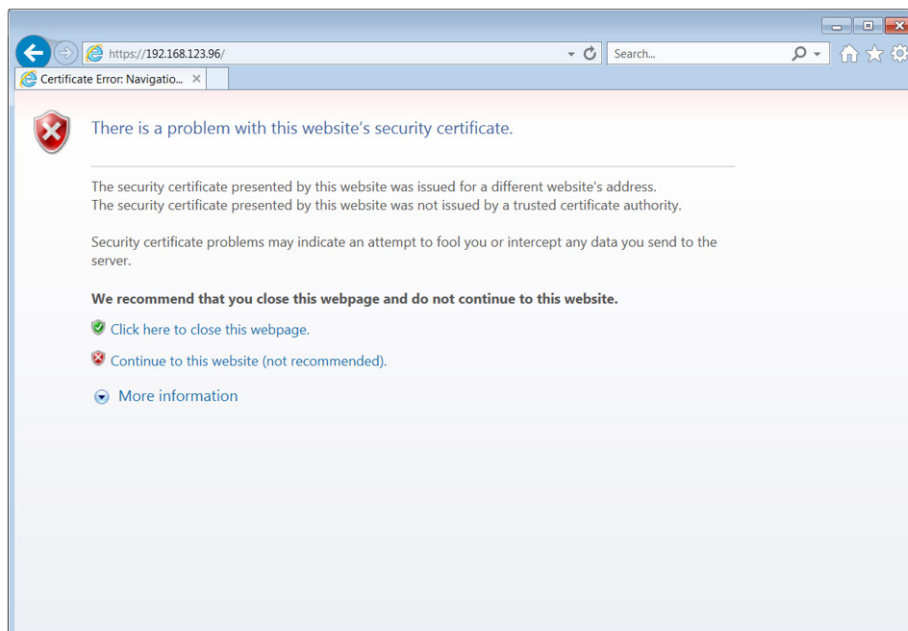 https://192.168.123.96/
Search...
Certificate Error: Navigatio...
There is a problem with this website's security certificate.
The security certificate presented by this website was issued for a different website's address.
The security certificate presented by this website was not issued by a trusted certificate authority.
Security certificate problems may indicate an attempt to fool you or intercept any data you send to the
server.
We recommend that you close this webpage and do not continue to this website.
Click here to close this webpage.
Continue to this website (not recommended).
More information